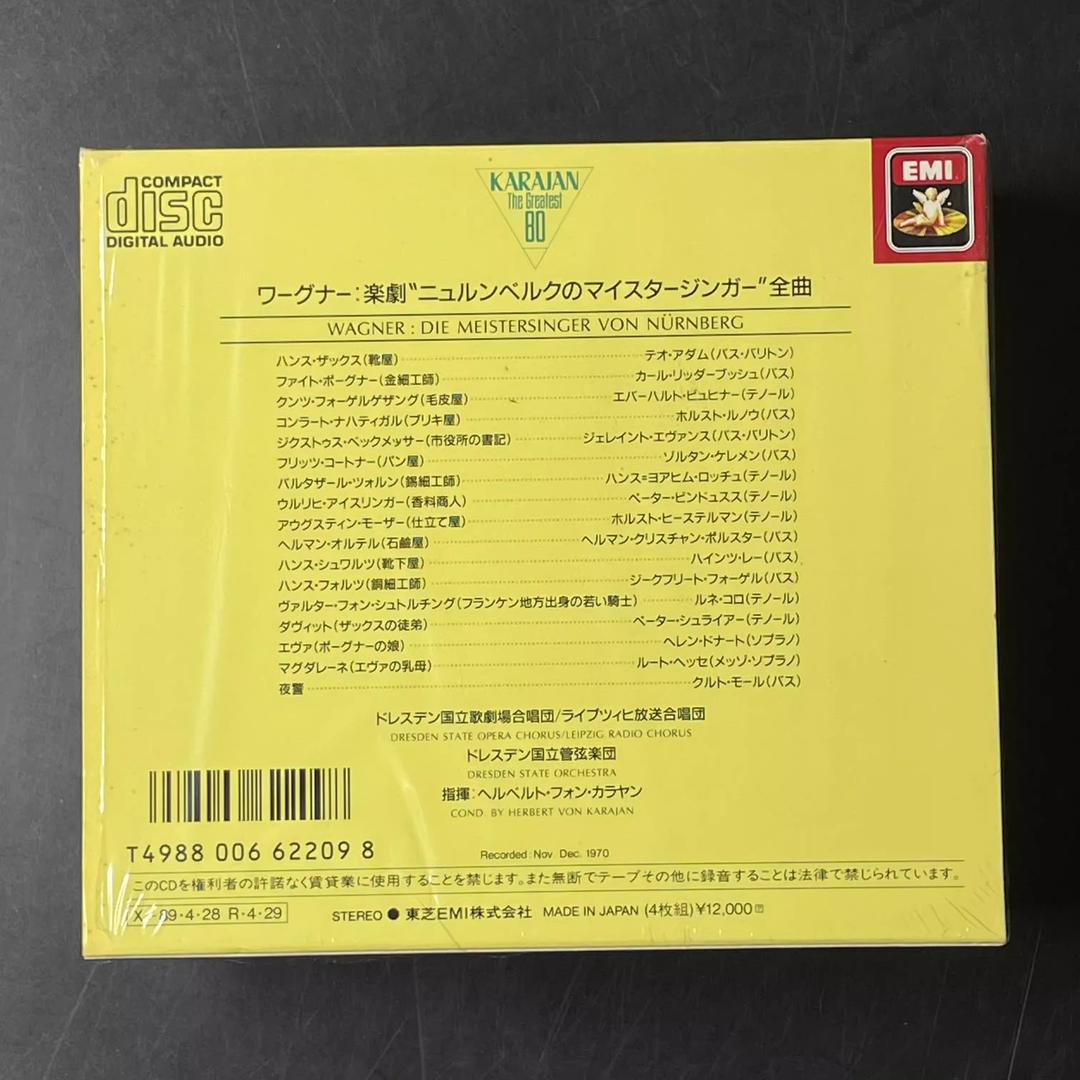 COMPACT
disc
DIGITAL AUDIO
KARAJAN
The Greatest
80
EMI
ワーグナー:楽劇“ニュルンベルクのマイスタージンガー”全曲
WAGNER : DIE MEISTERSINGER VON NÜRNBERG
ハンス・ザックス(靴屋)……テオ・アダム(バス・バリトン)
ファイト・ポーグナー(金細工師)……カール・リッダーブッシュ(バス)
クンツ・フォーゲルゲザング(毛皮屋)……エバーハルト・ビュヒナー(テノール)
コンラート・ナハティガル(ブリキ屋)……ホルスト・ルノウ(バス)
ジクストゥス・ベックメッサー(市役所の書記)……ジェレイント・エヴァンス(バス・バリトン)
フリッツ・コートナー(パン屋)……ゾルタン・ケレメン(バス)
バルタザール・ツォルン(錫細工師)……ハンス=ヨアヒム・ロッチュ(テノール)
ウルリヒ・アイスリンガー(香料商人)……ペーター・ビンドュスス(テノール)
アウグスティン・モーザー(仕立て屋)……ホルスト・ヒーステルマン(テノール)
ヘルマン・オルテル(石鹼屋)……ヘルマン・クリスチャン・ポルスター(バス)
ハンス・シュワルツ(靴下屋)……ハインツ・レー(バス)
ハンス・フォルツ(銅細工師)……ジークフリート・フォーゲル(バス)
ヴァルター・フォン・シュトルチング(フランケン地方出身の若い騎士)……ルネ・コロ(テノール)
ダヴィット(ザックスの徒弟)……ペーター・シュライアー(テノール)
エヴァ(ポーグナーの娘)……ヘレン・ドナート(ソプラノ)
マグダレーネ(エヴァの乳母)……ルート・ヘッセ(メッゾ・ソプラノ)
夜警……クルト・モール(バス)
ドレスデン国立歌劇場合唱団/ライプツィヒ放送合唱団
DRESDEN STATE OPERA CHORUS/LEIPZIG RADIO CHORUS
ドレスデン国立管弦楽団
DRESDEN STATE ORCHESTRA
指揮:ヘルベルト・フォン・カラヤン
COND. BY HERBERT VON KARAJAN
T4988 006 62209 8
Recorded: Nov. Dec. 1970
このCDを権利者の許諾なく賃貸業に使用することを禁じます。また無断でテープその他に録音することは法律で禁じられています。
X・89・4・28 R・4・29
STEREO ● 東芝EMI株式会社 MADE IN JAPAN (4枚組)¥12,000